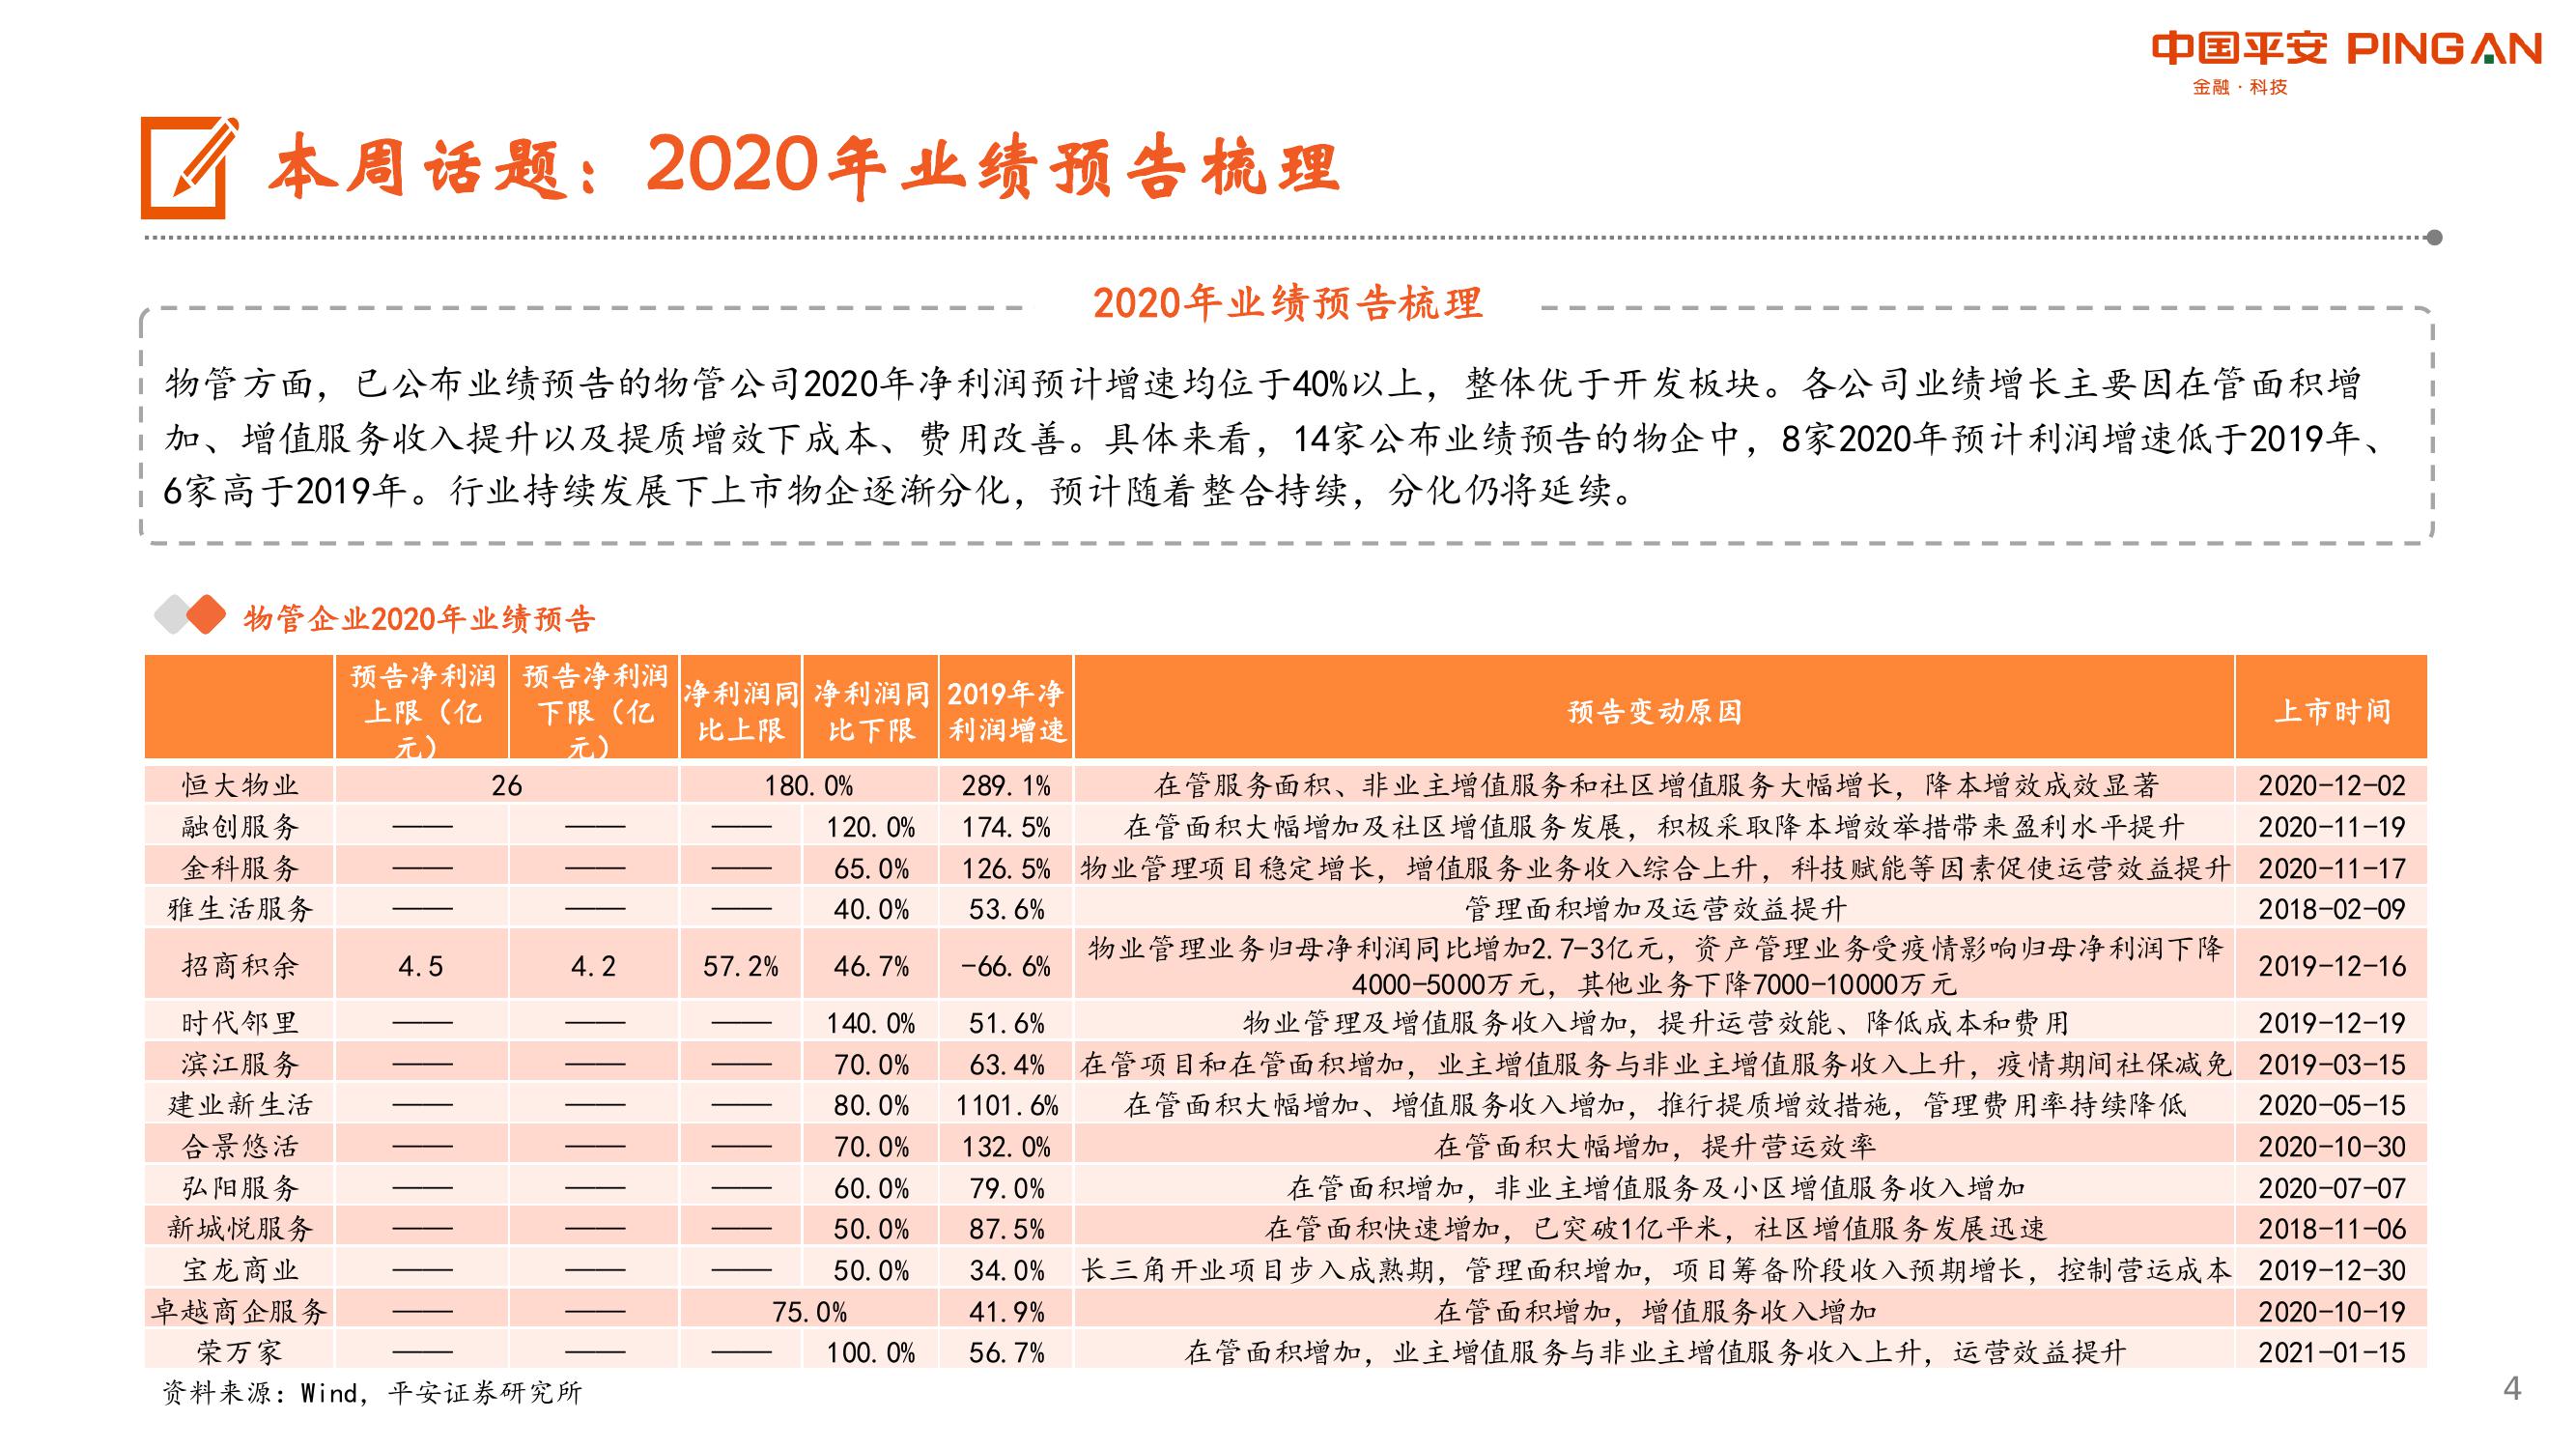 中国平安 PINGAN
金融·科技
本周话题：2020年业绩预告梳理
2020年业绩预告梳理
物管方面，已公布业绩预告的物管公司2020年净利润预计增速均位于40%以上，整体优于开发板块。各公司业绩增长主要因在管面积增
加、增值服务收入提升以及提质增效下成本、费用改善。具体来看，14家公布业绩预告的物企中，8家2020年预计利润增速低于2019年、
6家高于2019年。行业持续发展下上市物企逐渐分化，预计随着整合持续，分化仍将延续。
物管企业2020年业绩预告
预告净利润上限（亿元） 预告净利润下限（亿元） 净利润同比上限 净利润同比下限 2019年净利润增速 预告变动原因 上市时间
恒大物业 26 180.0% 289.1% 在管服务面积、非业主增值服务和社区增值服务大幅增长，降本增效成效显著 2020-12-02
融创服务 —— —— —— 120.0% 174.5% 在管面积大幅增加及社区增值服务发展，积极采取降本增效举措带来盈利水平提升 2020-11-19
金科服务 —— —— —— 65.0% 126.5% 物业管理项目稳定增长，增值服务业务收入综合上升，科技赋能等因素促使运营效益提升 2020-11-17
雅生活服务 —— —— —— 40.0% 53.6% 管理面积增加及运营效益提升 2018-02-09
招商积余 4.5 4.2 57.2% 46.7% -66.6% 物业管理业务归母净利润同比增加2.7-3亿元，资产管理业务受疫情影响归母净利润下降
4000-5000万元，其他业务下降7000-10000万元 2019-12-16
时代邻里 —— —— —— 140.0% 51.6% 物业管理及增值服务收入增加，提升运营效能、降低成本和费用 2019-12-19
滨江服务 —— —— —— 70.0% 63.4% 在管项目和在管面积增加，业主增值服务与非业主增值服务收入上升，疫情期间社保减免 2019-03-15
建业新生活 —— —— —— 80.0% 1101.6% 在管面积大幅增加、增值服务收入增加，推行提质增效措施，管理费用率持续降低 2020-05-15
合景悠活 —— —— —— 70.0% 132.0% 在管面积大幅增加，提升营运效率 2020-10-30
弘阳服务 —— —— —— 60.0% 79.0% 在管面积增加，非业主增值服务及小区增值服务收入增加 2020-07-07
新城悦服务 —— —— —— 50.0% 87.5% 在管面积快速增加，已突破1亿平米，社区增值服务发展迅速 2018-11-06
宝龙商业 —— —— —— 50.0% 34.0% 长三角开业项目步入成熟期，管理面积增加，项目筹备阶段收入预期增长，控制营运成本 2019-12-30
卓越商企服务 —— —— 75.0% 41.9% 在管面积增加，增值服务收入增加 2020-10-19
荣万家 —— —— —— 100.0% 56.7% 在管面积增加，业主增值服务与非业主增值服务收入上升，运营效益提升 2021-01-15
资料来源：Wind，平安证券研究所
4